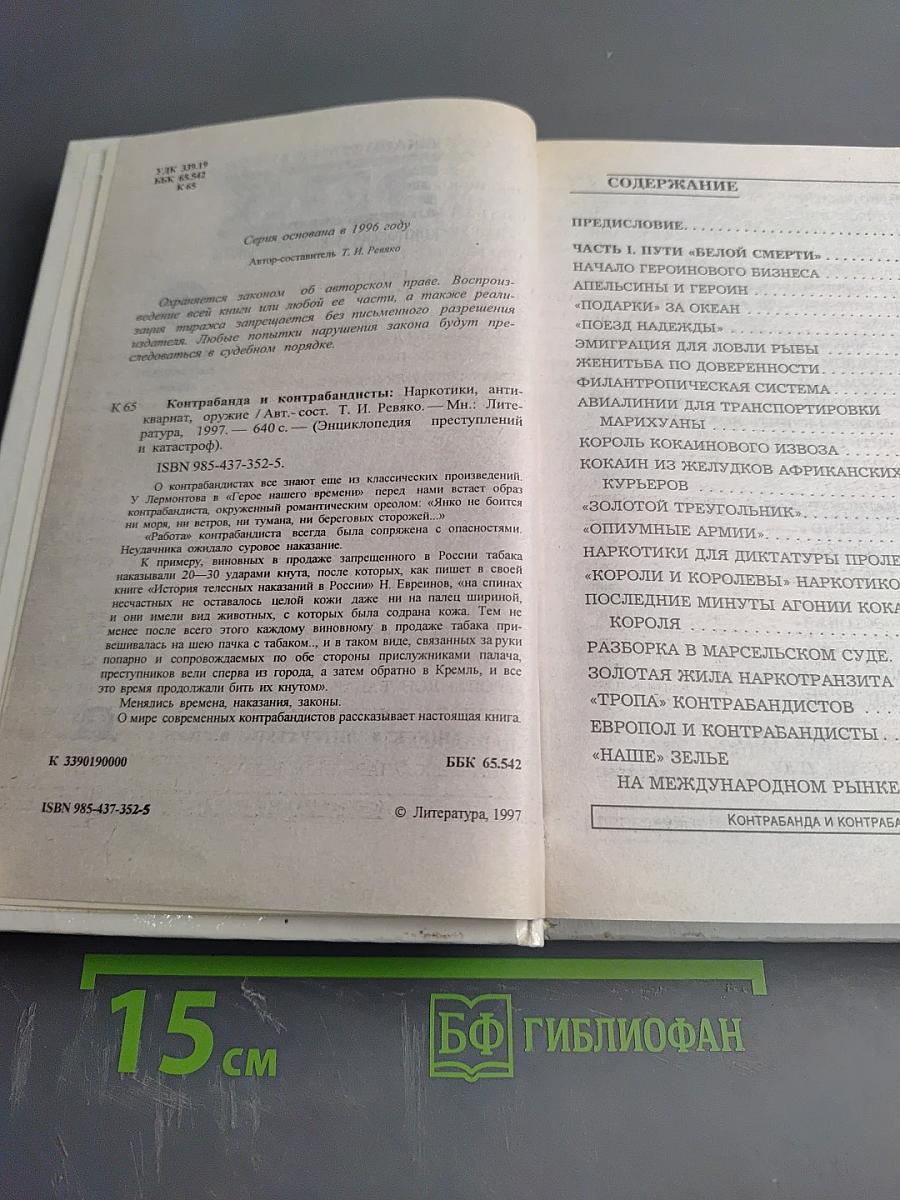 УДК 339.19
ББК 65.542
К 65
Серия основана в 1996 году
Автор-составитель Т. И. Ревяко
Охраняется законом об авторском праве. Воспроиз-
ведение всей книги или любой ее части, а также реали-
зация тиража запрещается без письменного разрешения
издателя. Любые попытки нарушения закона будут пре-
следоваться в судебном порядке.
К 65 Контрабанда и контрабандисты: Наркотики, анти-
квариат, оружие / Авт.- сост. Т. И. Ревяко. — Мн.: Лите-
ратура, 1997. — 640 с. — (Энциклопедия преступлений
и катастроф).
ISBN 985-437-352-5.
О контрабандистах все знают еще из классических произведений.
У Лермонтова в «Герое нашего времени» перед нами встает образ
контрабандиста, окруженный романтическим ореолом: «Янко не боится
ни моря, ни ветров, ни тумана, ни береговых сторожей...»
«Работа» контрабандиста всегда была сопряжена с опасностями.
Неудачника ожидало суровое наказание.
К примеру, виновных в продаже запрещенного в России табака
наказывали 20—30 ударами кнута, после которых, как пишет в своей
книге «История телесных наказаний в России» Н. Евреинов, «на спинах
несчастных не оставалось целой кожи даже ни на палец шириной,
и они имели вид животных, с которых была содрана кожа. Тем не
менее после всего этого каждому виновному в продаже табака при-
вешивалась на шею пачка с табаком.., и в таком виде, связанных за руки
попарно и сопровождаемых по обе стороны прислужниками палача,
преступников вели сперва из города, а затем обратно в Кремль, и все
это время продолжали бить их кнутом».
Менялись времена, наказания, законы.
О мире современных контрабандистов рассказывает настоящая книга.
К 3390190000 ББК 65.542
ISBN 985-437-352-5 © Литература, 1997
СОДЕРЖАНИЕ
ПРЕДИСЛОВИЕ.
ЧАСТЬ I. ПУТИ «БЕЛОЙ СМЕРТИ»
НАЧАЛО ГЕРОИНОВОГО БИЗНЕСА
АПЕЛЬСИНЫ И ГЕРОИН
«ПОДАРКИ» ЗА ОКЕАН
«ПОЕЗД НАДЕЖДЫ»
ЭМИГРАЦИЯ ДЛЯ ЛОВЛИ РЫБЫ
ЖЕНИТЬБА ПО ДОВЕРЕННОСТИ
ФИЛАНТРОПИЧЕСКАЯ СИСТЕМА
АВИАЛИНИИ ДЛЯ ТРАНСПОРТИРОВКИ
МАРИХУАНЫ
КОРОЛЬ КОКАИНОВОГО ИЗВОЗА
КОКАИН ИЗ ЖЕЛУДКОВ АФРИКАНСКИХ
КУРЬЕРОВ
«ЗОЛОТОЙ ТРЕУГОЛЬНИК».
«ОПИУМНЫЕ АРМИИ».
НАРКОТИКИ ДЛЯ ДИКТАТУРЫ ПРОЛЕ
«КОРОЛИ И КОРОЛЕВЫ» НАРКОТИКО
ПОСЛЕДНИЕ МИНУТЫ АГОНИИ КОКА
КОРОЛЯ
РАЗБОРКА В МАРСЕЛЬСКОМ СУДЕ.
ЗОЛОТАЯ ЖИЛА НАРКОТРАНЗИТА
«ТРОПА» КОНТРАБАНДИСТОВ
ЕВРОПОЛ И КОНТРАБАНДИСТЫ
«НАШЕ» ЗЕЛЬЕ
НА МЕЖДУНАРОДНОМ РЫНКЕ
КОНТРАБАНДА И КОНТРАБА
15 см
БФ ГИБЛИОФАН